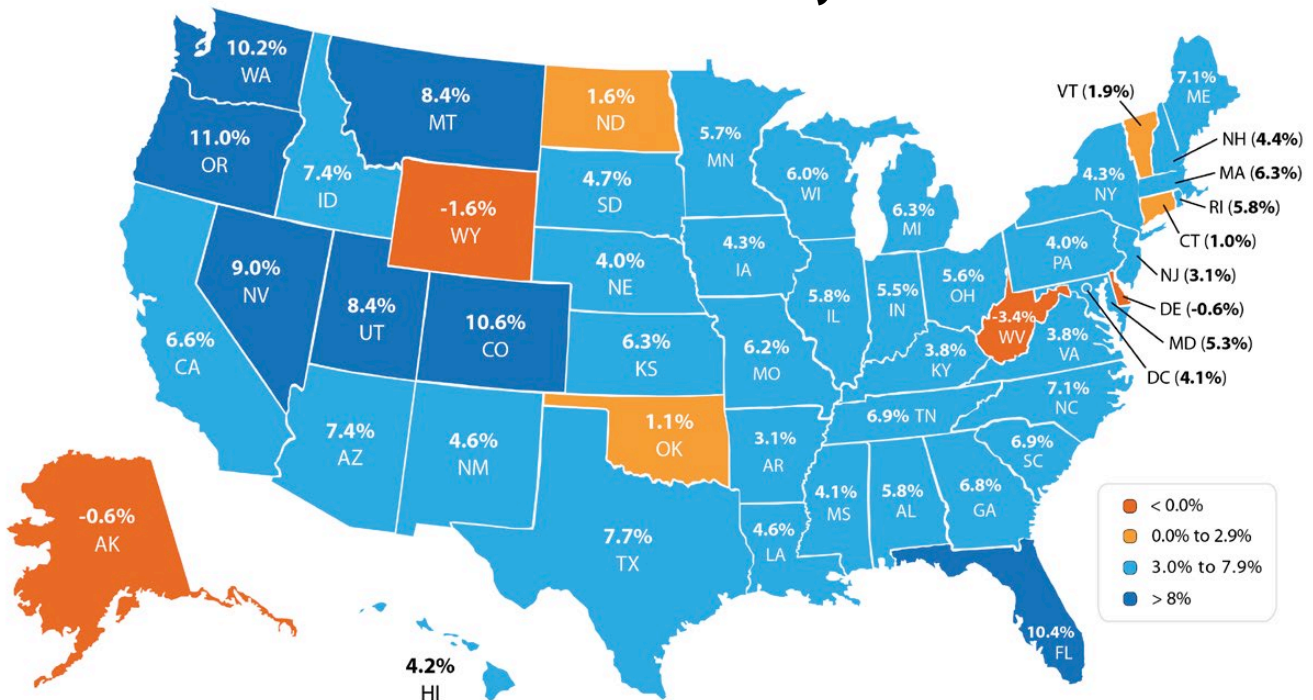 10.2%
WA
8.4%
MT
1.6%
ND
5.7%
MN
7.1%
ME
VT (1.9%)
NH (4.4%)
MA (6.3%)
RI (5.8%)
CT (1.0%)
NJ (3.1%)
DE (-0.6%)
MD (5.3%)
DC (4.1%)
11.0%
OR
7.4%
ID
-1.6%
WY
4.7%
SD
6.0%
WI
6.3%
MI
4.3%
NY
9.0%
NV
8.4%
UT
10.6%
CO
4.0%
NE
4.3%
IA
5.8%
IL
5.5%
IN
5.6%
OH
4.0%
PA
-3.4%
WV
3.8%
VA
6.6%
CA
6.3%
KS
6.2%
MO
3.8%
KY
7.1%
NC
6.9% TN
7.4%
AZ
4.6%
NM
1.1%
OK
3.1%
AR
6.9%
SC
4.1%
MS
5.8%
AL
6.8%
GA
7.7%
TX
4.6%
LA
10.4%
FL
-0.6%
AK
4.2%
HI
< 0.0%
0.0% to 2.9%
3.0% to 7.9%
> 8%